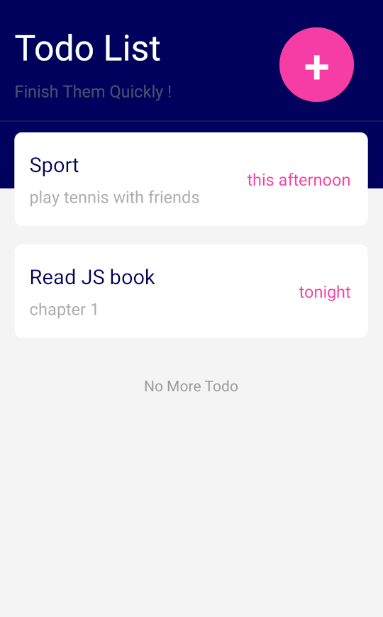 Todo List
+
Finish Them Quickly !
Sport
this afternoon
play tennis with friends
Read JS book
tonight
chapter 1
No More Todo